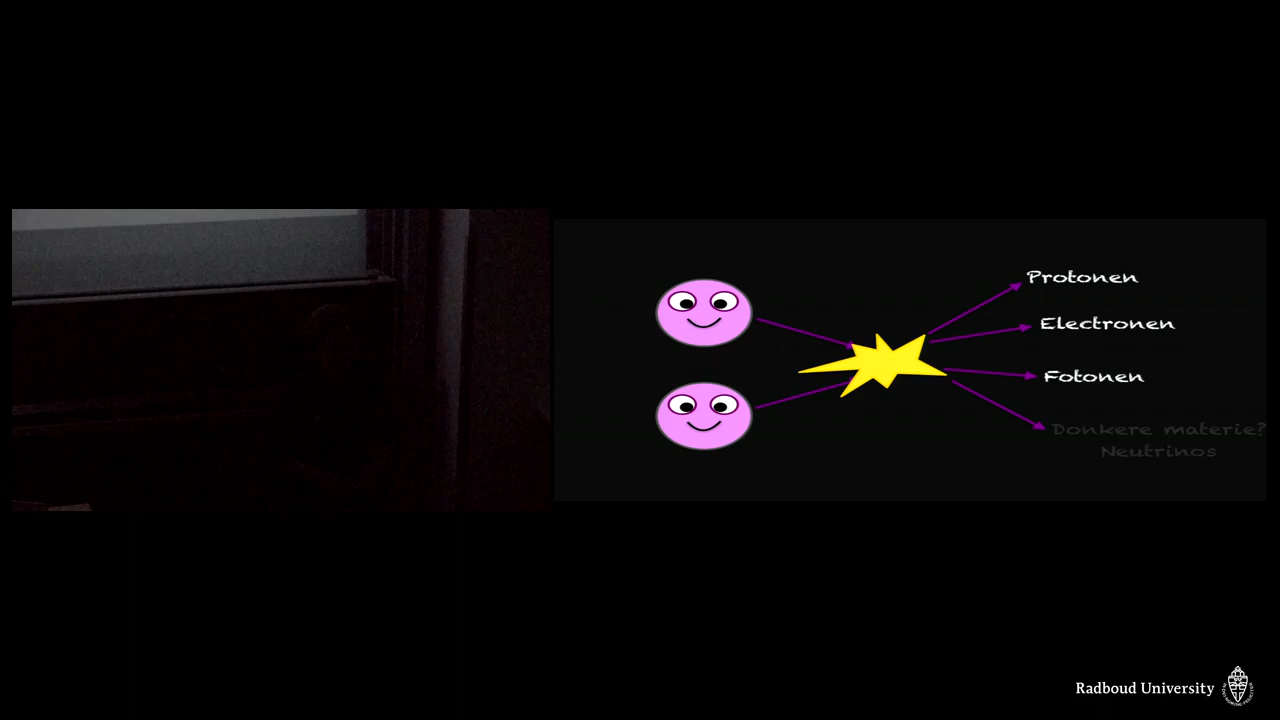 Protonen
Electronen
Fotonen
Donkere materie?
Neutrinos
Radboud University